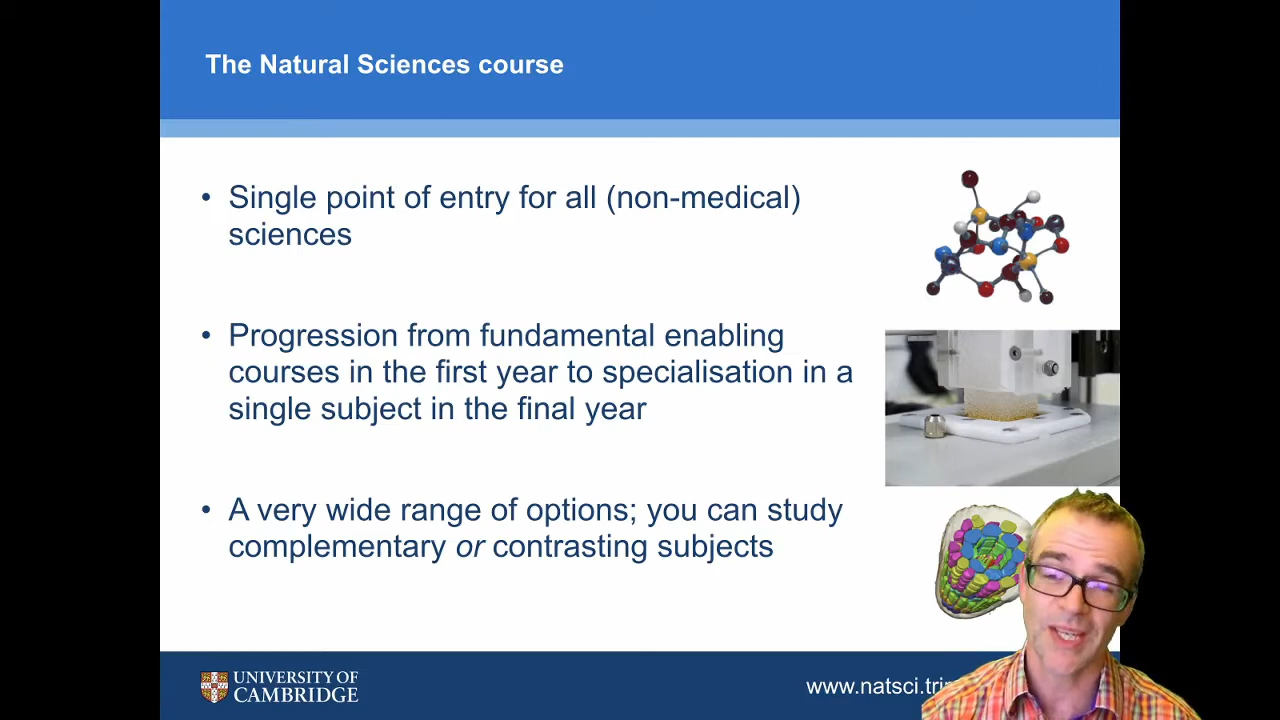 The Natural Sciences course
• Single point of entry for all (non-medical)
sciences
• Progression from fundamental enabling
courses in the first year to specialisation in a
single subject in the final year
• A very wide range of options; you can study
complementary or contrasting subjects
UNIVERSITY OF
CAMBRIDGE
www.natsci.tri